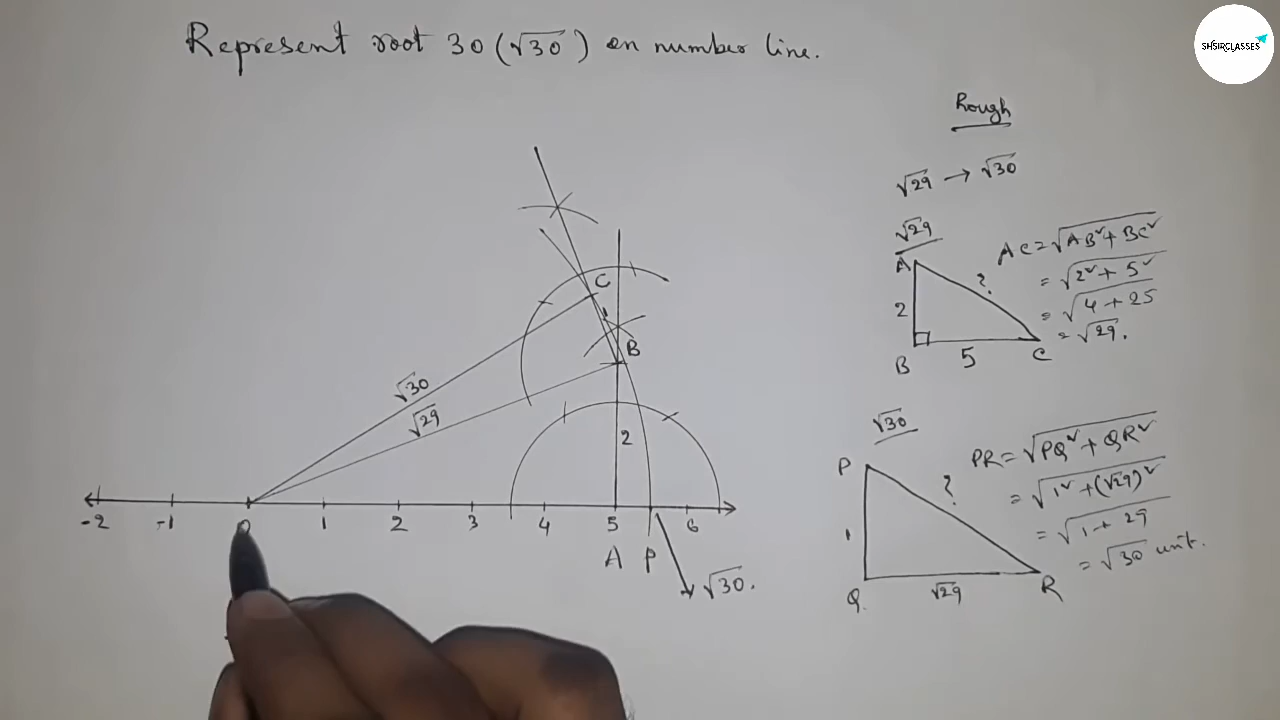 Represent root 30 (√30) on number line.
SHSIRCLASSES
Rough
√29 → √30
√29
AC = √AB² + BC²
= √2² + 5²
= √4 + 25
= √29.
A
?
2
B
5
C
√30
PR = √PQ² + QR²
= √1² + (√29)²
= √1 + 29
= √30 unit.
P
?
1
Q
√29
R
C
1
B
√30
√29
2
-2 -1 0 1 2 3 4 5 6
A P
√30.